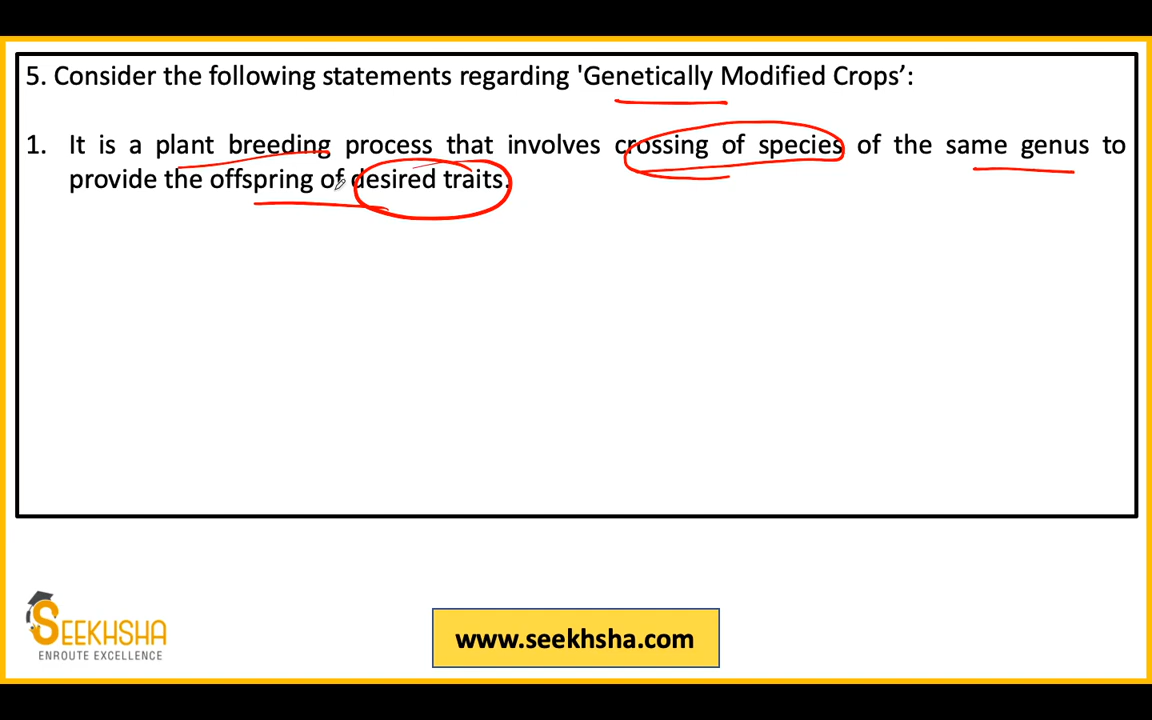 5. Consider the following statements regarding 'Genetically Modified Crops’:
1. It is a plant breeding process that involves crossing of species of the same genus to
provide the offspring of desired traits.
SEEKHSHA
ENROUTE EXCELLENCE
www.seekhsha.com